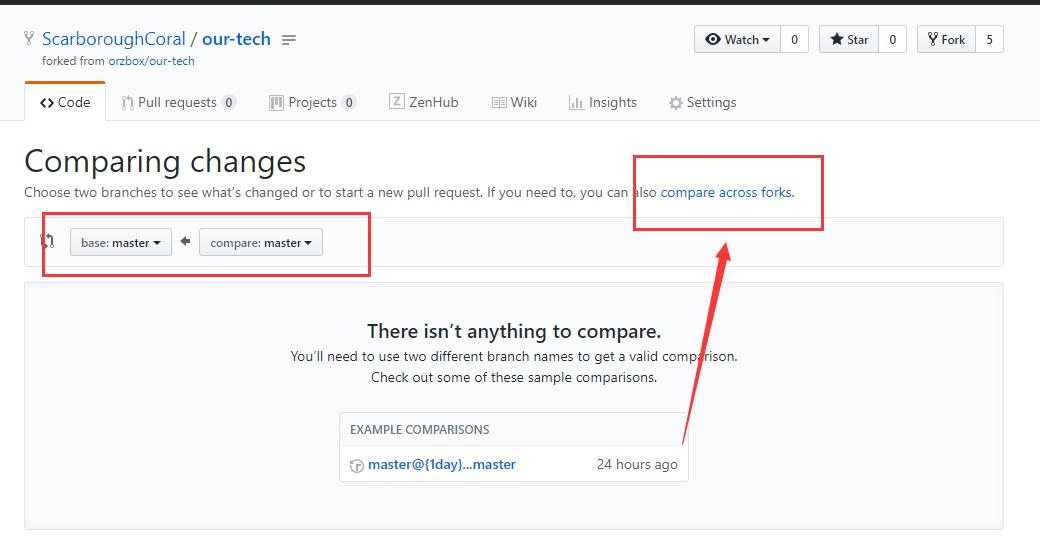 ScarboroughCoral / our-tech
Watch 0 Star 0 Fork 5
forked from orzbox/our-tech
Code Pull requests 0 Projects 0 ZenHub Wiki Insights Settings
Comparing changes
Choose two branches to see what's changed or to start a new pull request. If you need to, you can also compare across forks.
base: master compare: master
There isn't anything to compare.
You'll need to use two different branch names to get a valid comparison.
Check out some of these sample comparisons.
EXAMPLE COMPARISONS
master@{1day}...master 24 hours ago